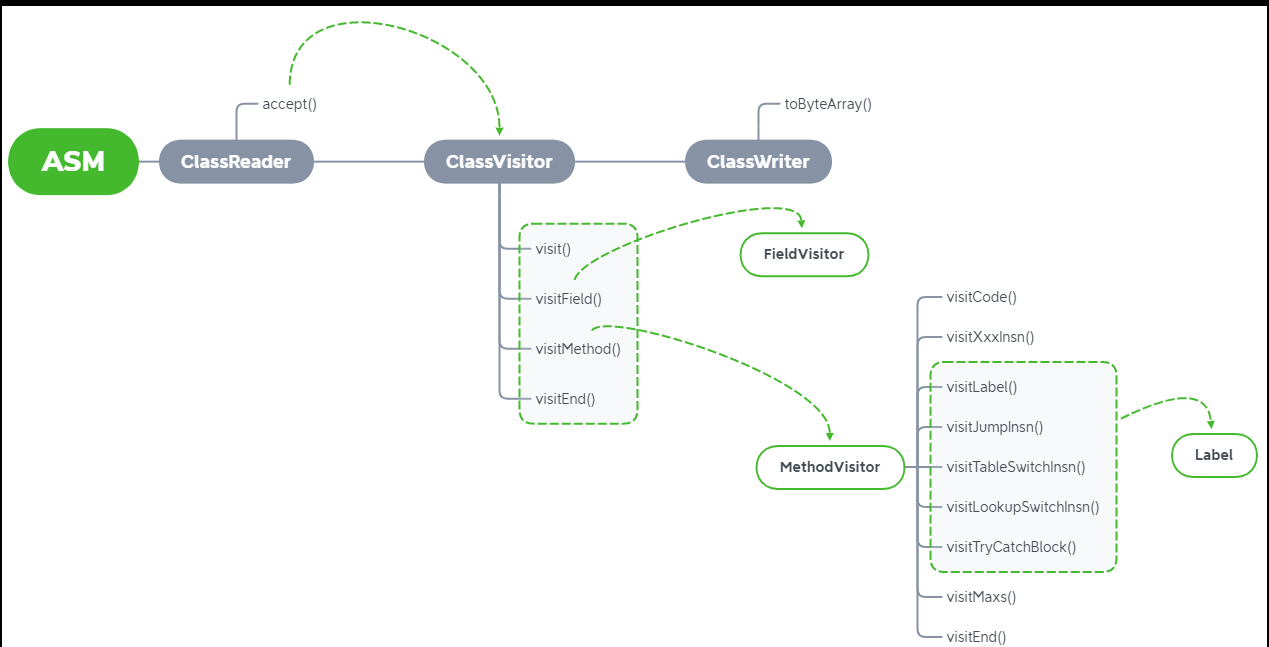 accept()
toByteArray()
ASM
ClassReader
ClassVisitor
ClassWriter
visit()
visitField()
visitMethod()
visitEnd()
FieldVisitor
MethodVisitor
visitCode()
visitXxxInsn()
visitLabel()
visitJumpInsn()
visitTableSwitchInsn()
visitLookupSwitchInsn()
visitTryCatchBlock()
visitMaxs()
visitEnd()
Label